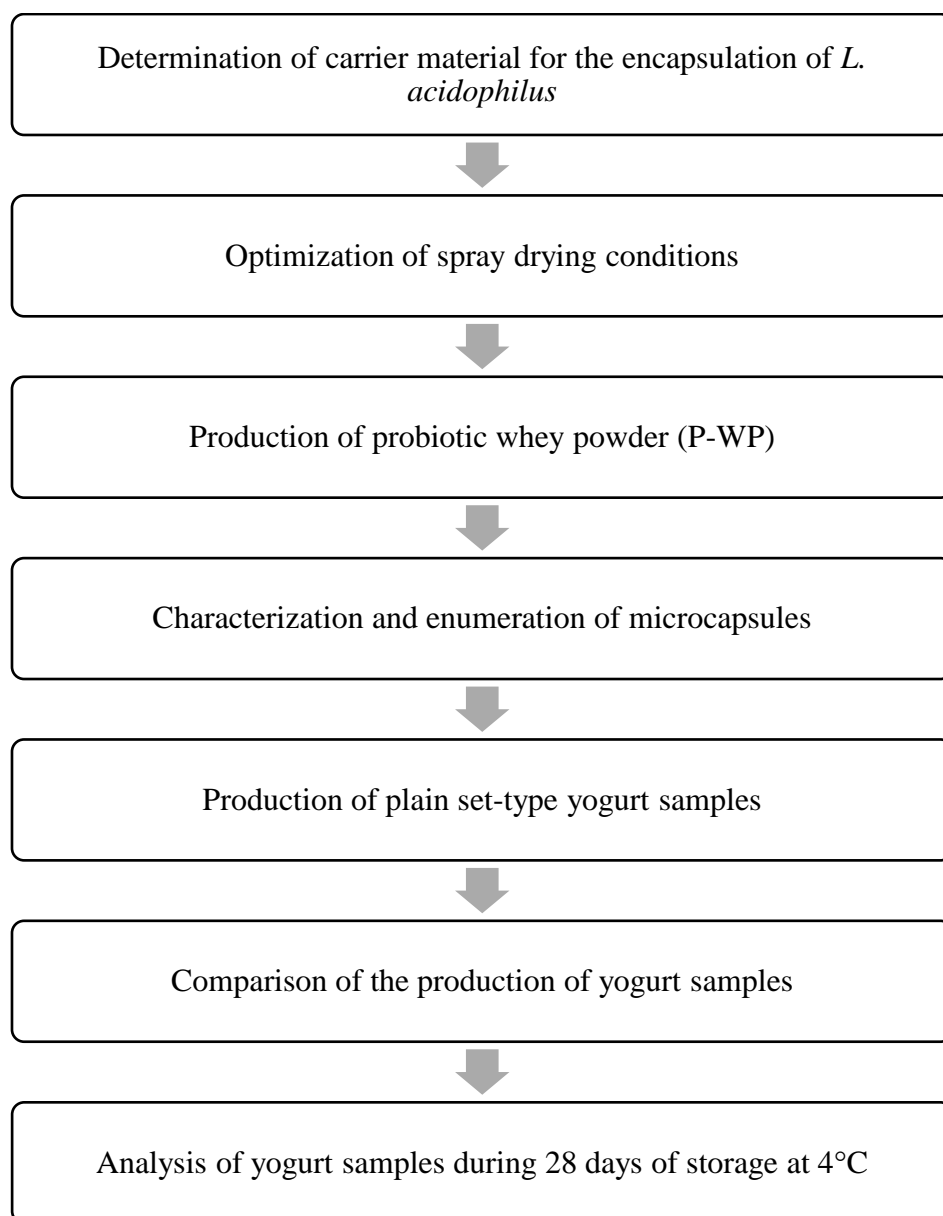 Determination of carrier material for the encapsulation of L.
acidophilus
Optimization of spray drying conditions
Production of probiotic whey powder (P-WP)
Characterization and enumeration of microcapsules
Production of plain set-type yogurt samples
Comparison of the production of yogurt samples
Analysis of yogurt samples during 28 days of storage at 4°C